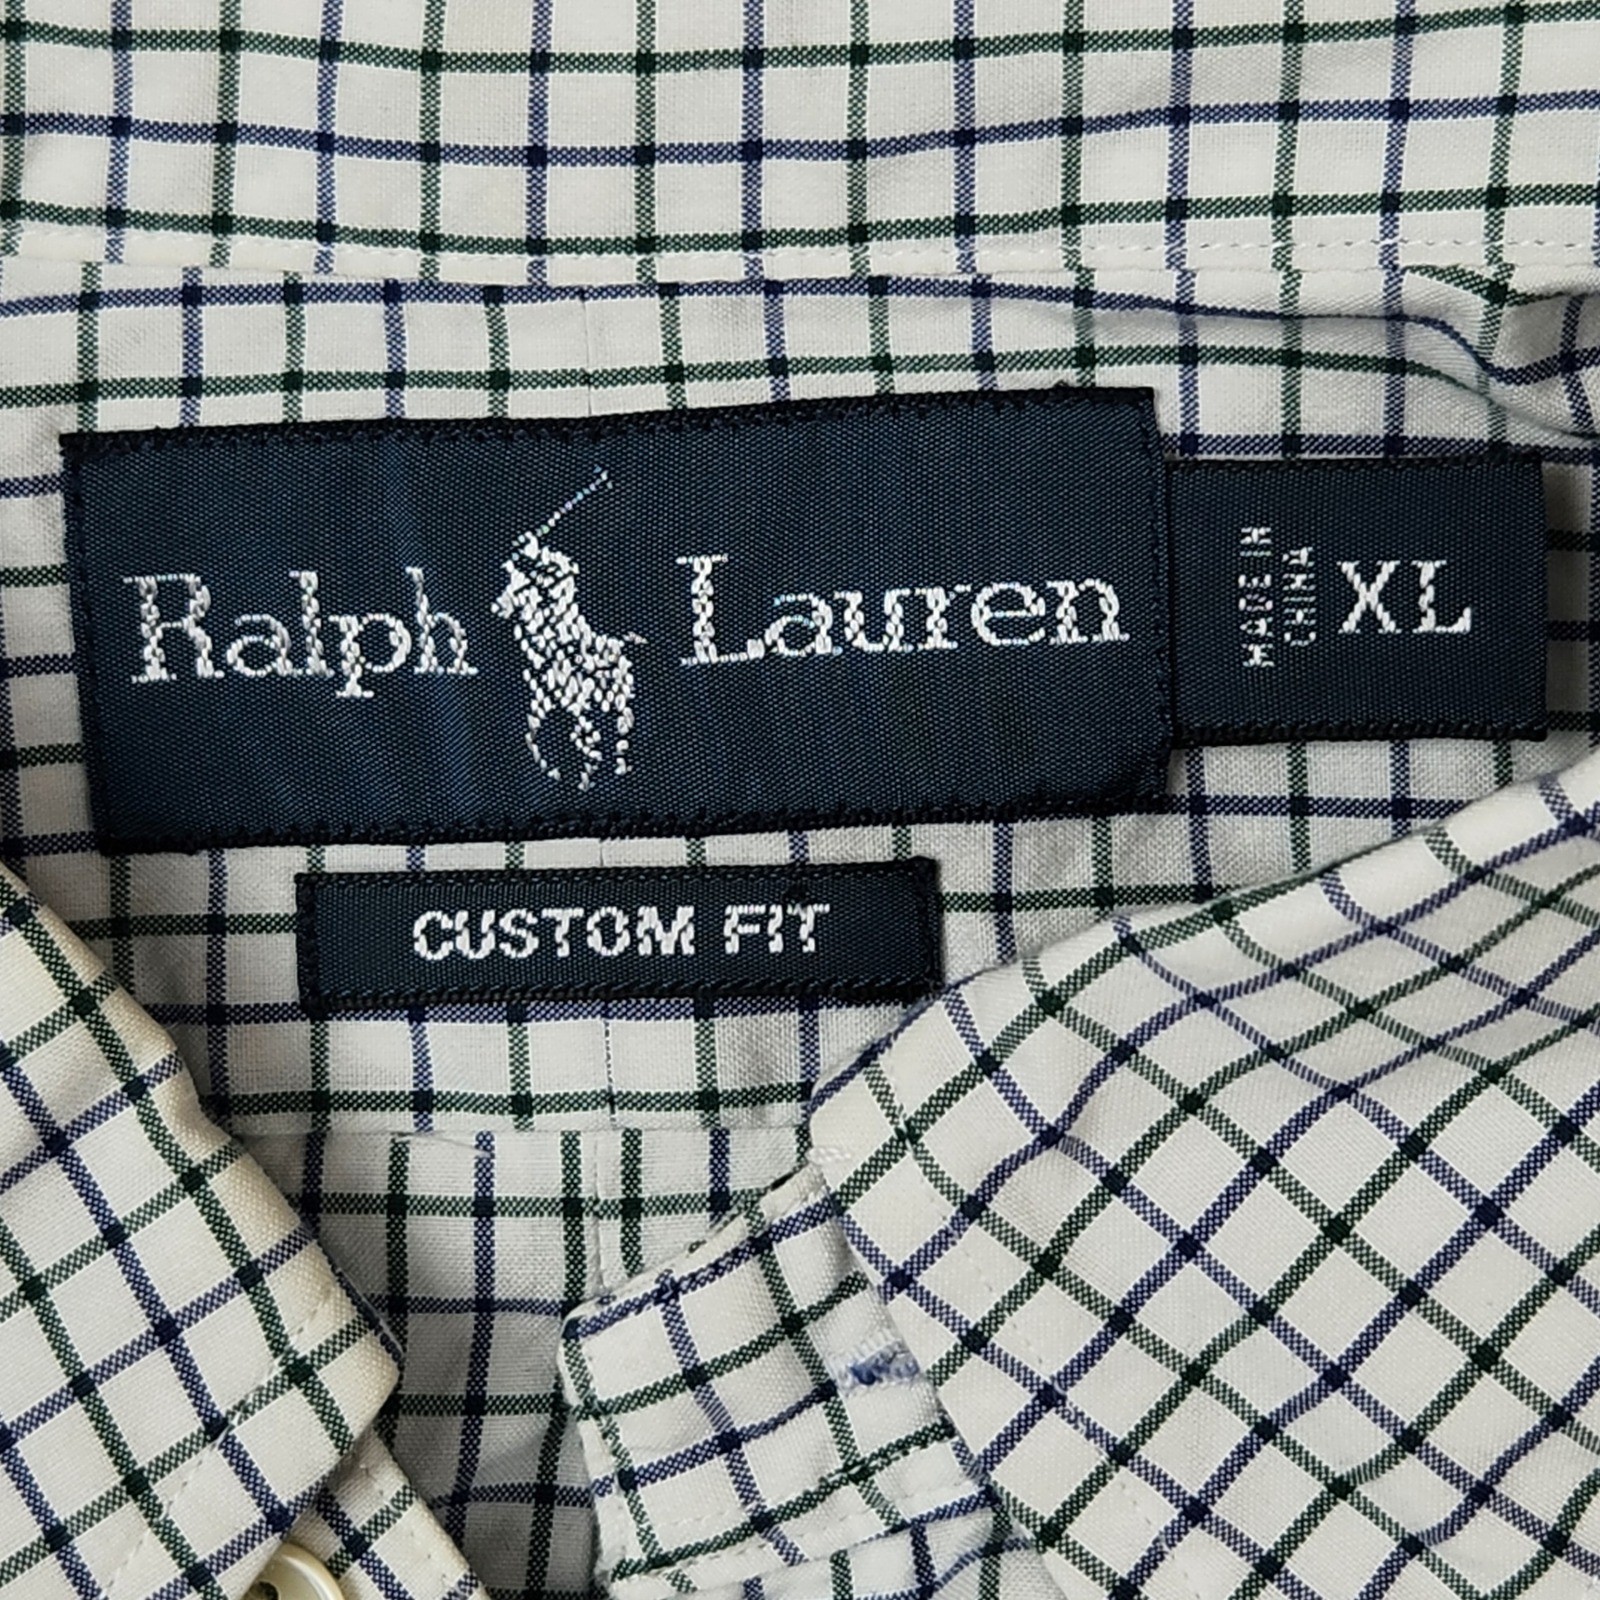 Ralph Lauren
MADE IN
CHINA
XL
CUSTOM FIT